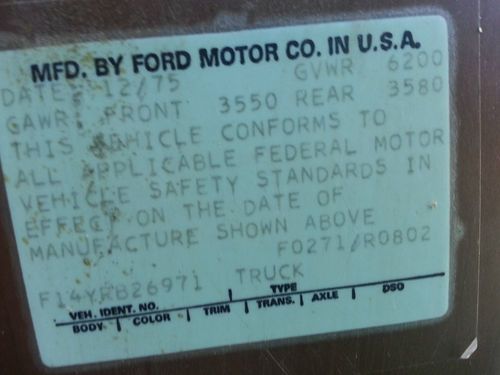 MFD. BY FORD MOTOR CO. IN U.S.A.
DATE: 12/75 GVWR 6200
GAWR: FRONT 3550 REAR 3580
THIS VEHICLE CONFORMS TO
ALL APPLICABLE FEDERAL MOTOR
VEHICLE SAFETY STANDARDS IN
EFFECT ON THE DATE OF
MANUFACTURE SHOWN ABOVE
F0271/R0802
F14YRB26971 TRUCK
VEH. IDENT. NO. TYPE
BODY COLOR TRIM TRANS. AXLE DSO